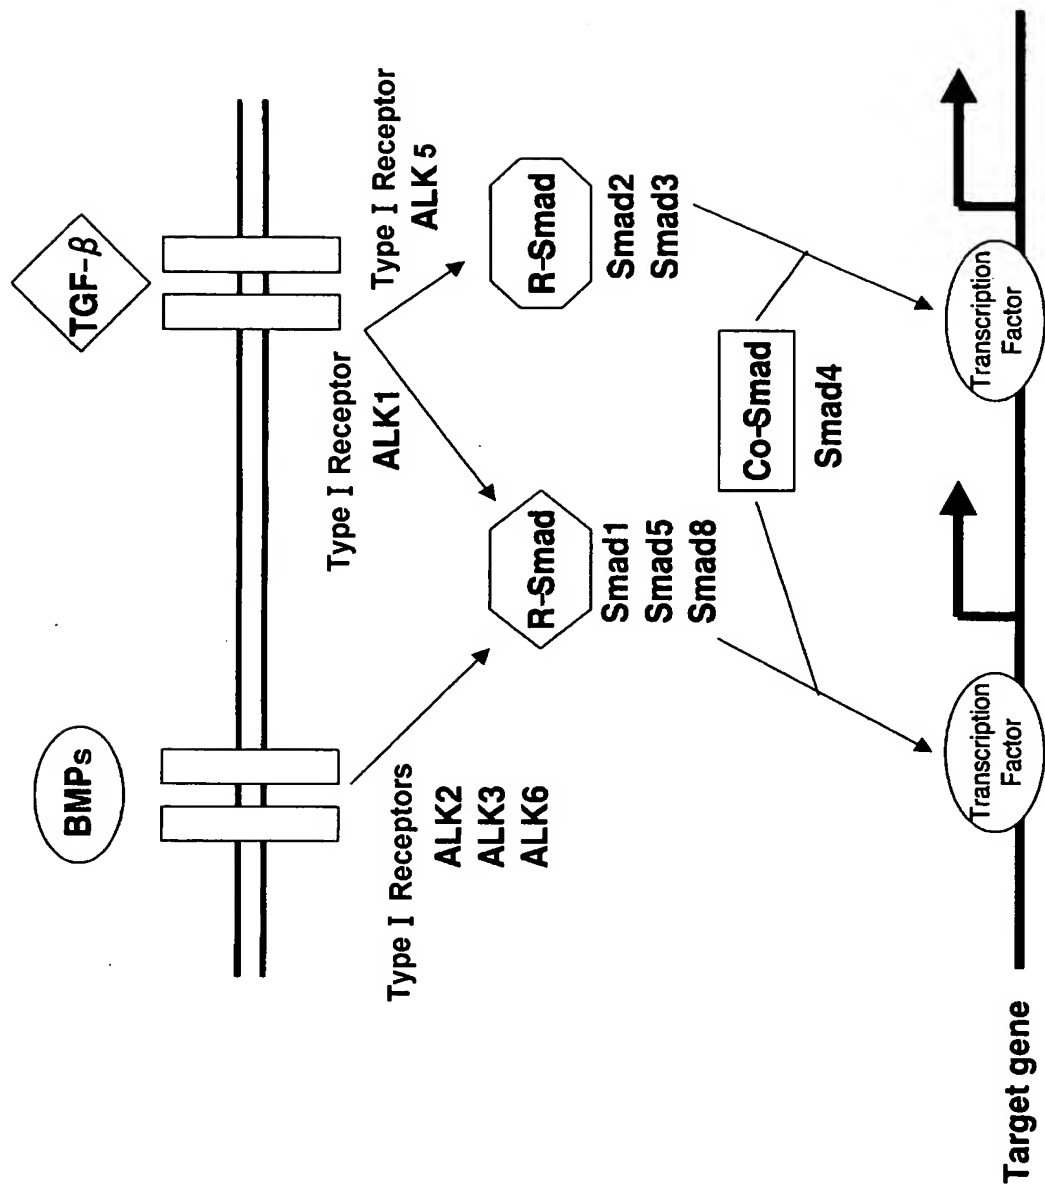 BMPs
TGF-β
Type I Receptors
ALK2
ALK3
ALK6
Type I Receptor
ALK1
Type I Receptor
ALK 5
R-Smad
Smad1
Smad5
Smad8
R-Smad
Smad2
Smad3
Co-Smad
Smad4
Transcription
Factor
Transcription
Factor
Target gene